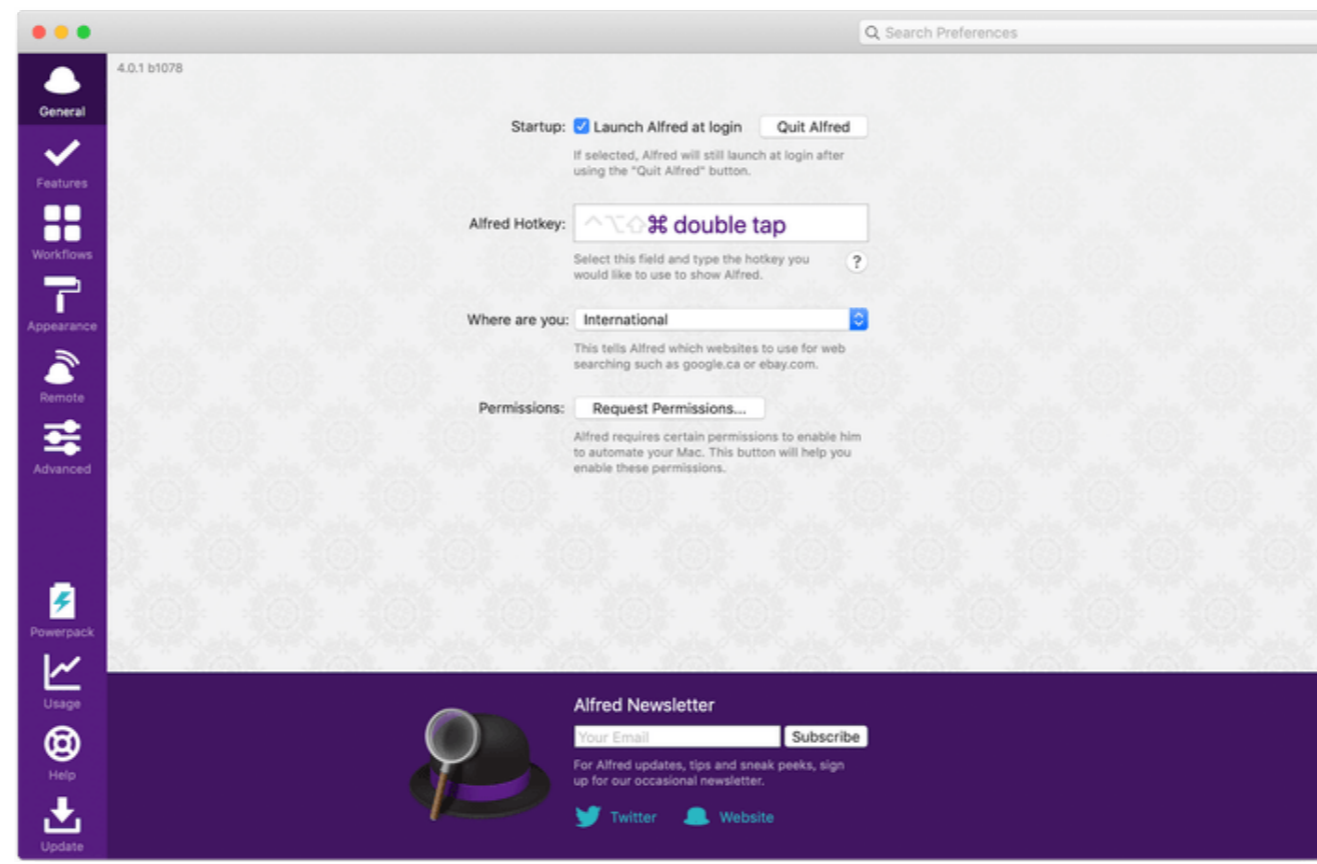 Search Preferences
4.0.1 b1078
General
Features
Workflows
Appearance
Remote
Advanced
Powerpack
Usage
Help
Update
Startup: Launch Alfred at login Quit Alfred
If selected, Alfred will still launch at login after
using the "Quit Alfred" button.
Alfred Hotkey: ^⌥⇧⌘ double tap
Select this field and type the hotkey you ?
would like to use to show Alfred.
Where are you: International
This tells Alfred which websites to use for web
searching such as google.ca or ebay.com.
Permissions: Request Permissions...
Alfred requires certain permissions to enable him
to automate your Mac. This button will help you
enable these permissions.
Alfred Newsletter
Your Email Subscribe
For Alfred updates, tips and sneak peeks, sign
up for our occasional newsletter.
Twitter Website